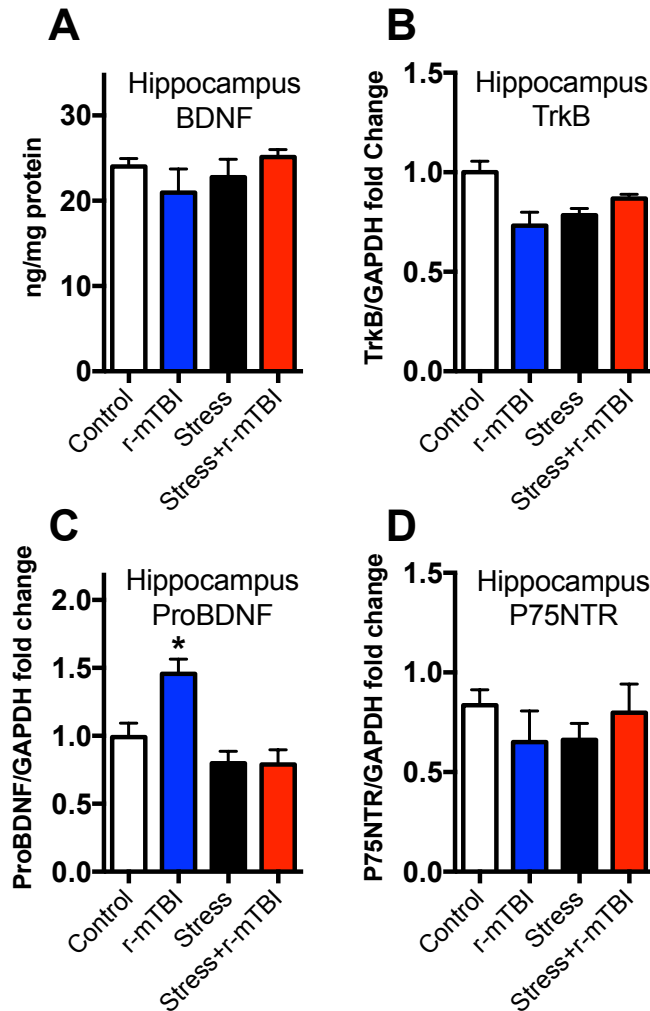 A
Hippocampus
BDNF
ng/mg protein
30
20
10
0
Control
r-mTBI
Stress
Stress+r-mTBI
B
Hippocampus
TrkB
TrkB/GAPDH fold Change
1.5
1.0
0.5
0.0
Control
r-mTBI
Stress
Stress+r-mTBI
C
Hippocampus
ProBDNF
*
ProBDNF/GAPDH fold change
2.0
1.5
1.0
0.5
0.0
Control
r-mTBI
Stress
Stress+r-mTBI
D
Hippocampus
P75NTR
P75NTR/GAPDH fold change
1.5
1.0
0.5
0.0
Control
r-mTBI
Stress
Stress+r-mTBI